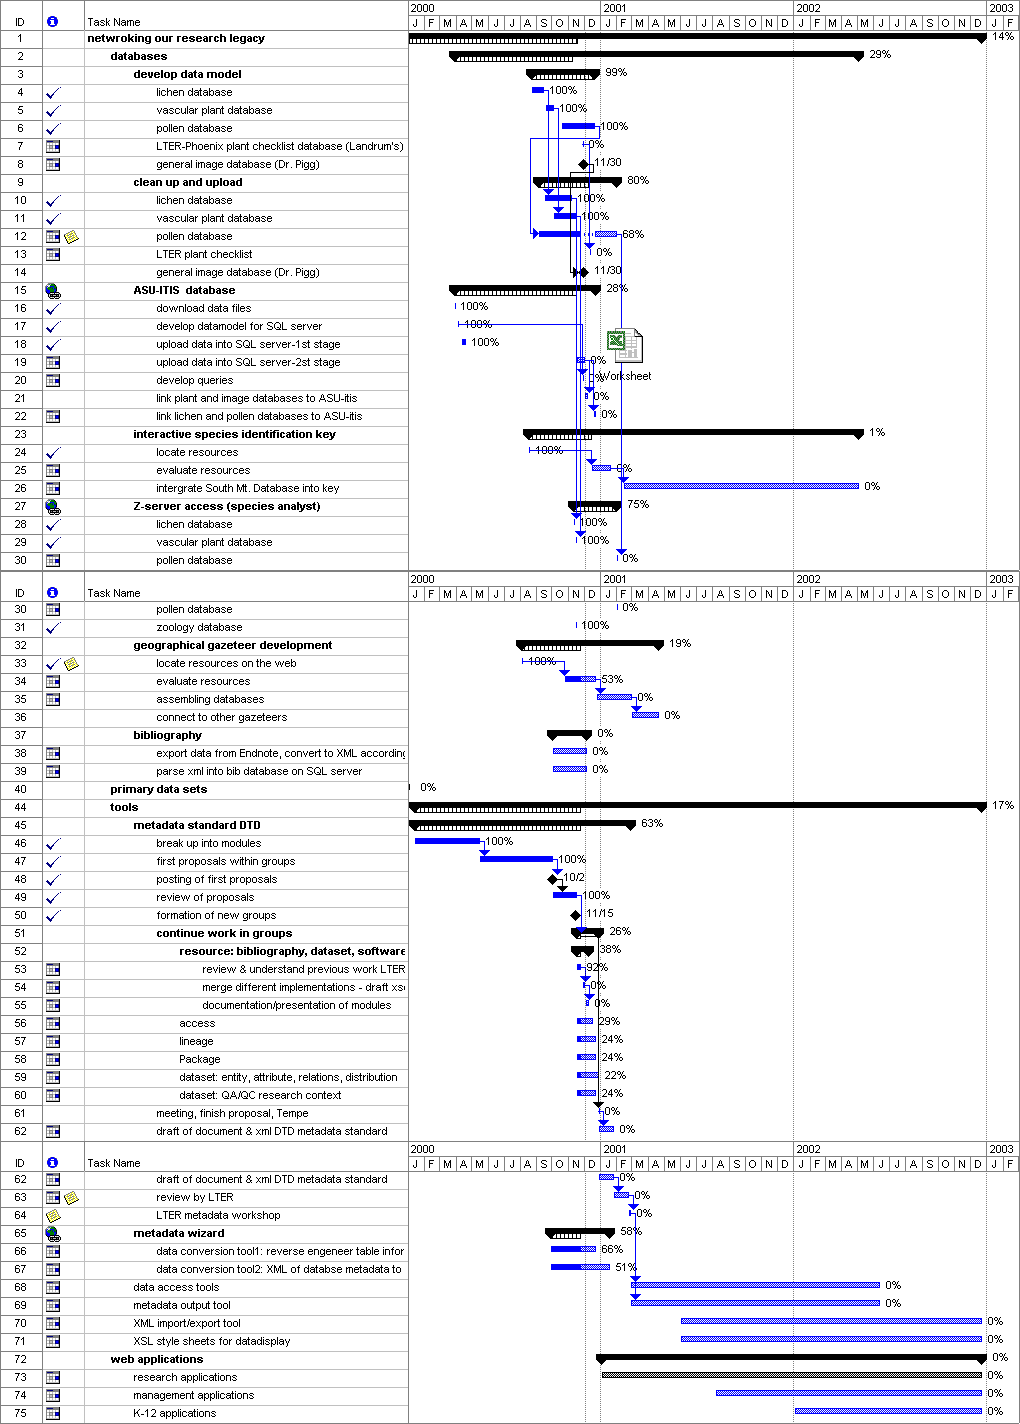 2000 2001 2002 2003
ID Task Name J F M A M J J A S O N D J F M A M J J A S O N D J F M A M J J A S O N D J F
1 netwroking our research legacy 14%
2 databases 29%
3 develop data model 99%
4 lichen database 100%
5 vascular plant database 100%
6 pollen database 100%
7 LTER-Phoenix plant checklist database (Landrum's) 0%
8 general image database (Dr. Pigg) 11/30
9 clean up and upload 80%
10 lichen database 100%
11 vascular plant database 100%
12 pollen database 68%
13 LTER plant checklist 0%
14 general image database (Dr. Pigg) 11/30
15 ASU-ITIS database 28%
16 download data files 100%
17 develop datamodel for SQL server 100%
18 upload data into SQL server-1st stage 100%
19 upload data into SQL server-2st stage 0%
20 develop queries 0% Worksheet
21 link plant and image databases to ASU-itis 0%
22 link lichen and pollen databases to ASU-itis 0%
23 interactive species identification key 1%
24 locate resources 100%
25 evaluate resources 0%
26 intergrate South Mt. Database into key 0%
27 Z-server access (species analyst) 75%
28 lichen database 100%
29 vascular plant database 100%
30 pollen database 0%
2000 2001 2002 2003
ID Task Name J F M A M J J A S O N D J F M A M J J A S O N D J F M A M J J A S O N D J F
30 pollen database 0%
31 zoology database 100%
32 geographical gazeteer development 19%
33 locate resources on the web 100%
34 evaluate resources 53%
35 assembling databases 0%
36 connect to other gazeteers 0%
37 bibliography 0%
38 export data from Endnote, convert to XML according 0%
39 parse xml into bib database on SQL server 0%
40 primary data sets 0%
44 tools 17%
45 metadata standard DTD 63%
46 break up into modules 100%
47 first proposals within groups 100%
48 posting of first proposals 10/2
49 review of proposals 100%
50 formation of new groups 11/15
51 continue work in groups 26%
52 resource: bibliography, dataset, software 38%
53 review & understand previous work LTER 92%
54 merge different implementations - draft xs 0%
55 documentation/presentation of modules 0%
56 access 29%
57 lineage 24%
58 Package 24%
59 dataset: entity, attribute, relations, distribution 22%
60 dataset: QA/QC research context 24%
61 meeting, finish proposal, Tempe 0%
62 draft of document & xml DTD metadata standard 0%
2000 2001 2002 2003
ID Task Name J F M A M J J A S O N D J F M A M J J A S O N D J F M A M J J A S O N D J F
62 draft of document & xml DTD metadata standard 0%
63 review by LTER 0%
64 LTER metadata workshop 0%
65 metadata wizard 58%
66 data conversion tool1: reverse engeneer table infor 66%
67 data conversion tool2: XML of databse metadata to 51%
68 data access tools 0%
69 metadata output tool 0%
70 XML import/export tool 0%
71 XSL style sheets for datadisplay 0%
72 web applications 0%
73 research applications 0%
74 management applications 0%
75 K-12 applications 0%